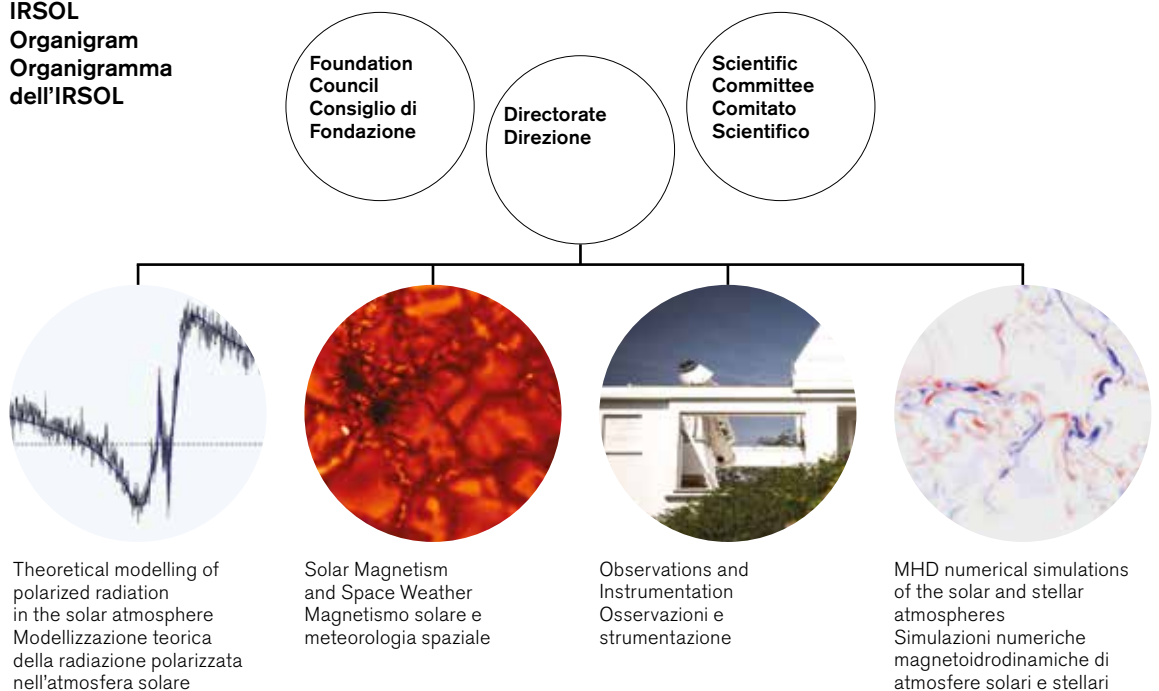 IRSOL
Organigram
Organigramma
dell'IRSOL
Foundation
Council
Consiglio di
Fondazione
Directorate
Direzione
Scientific
Committee
Comitato
Scientifico
Theoretical modelling of
polarized radiation
in the solar atmosphere
Modellizzazione teorica
della radiazione polarizzata
nell'atmosfera solare
Solar Magnetism
and Space Weather
Magnetismo solare e
meteorologia spaziale
Observations and
Instrumentation
Osservazioni e
strumentazione
MHD numerical simulations
of the solar and stellar
atmospheres
Simulazioni numeriche
magnetoidrodinamiche di
atmosfere solari e stellari